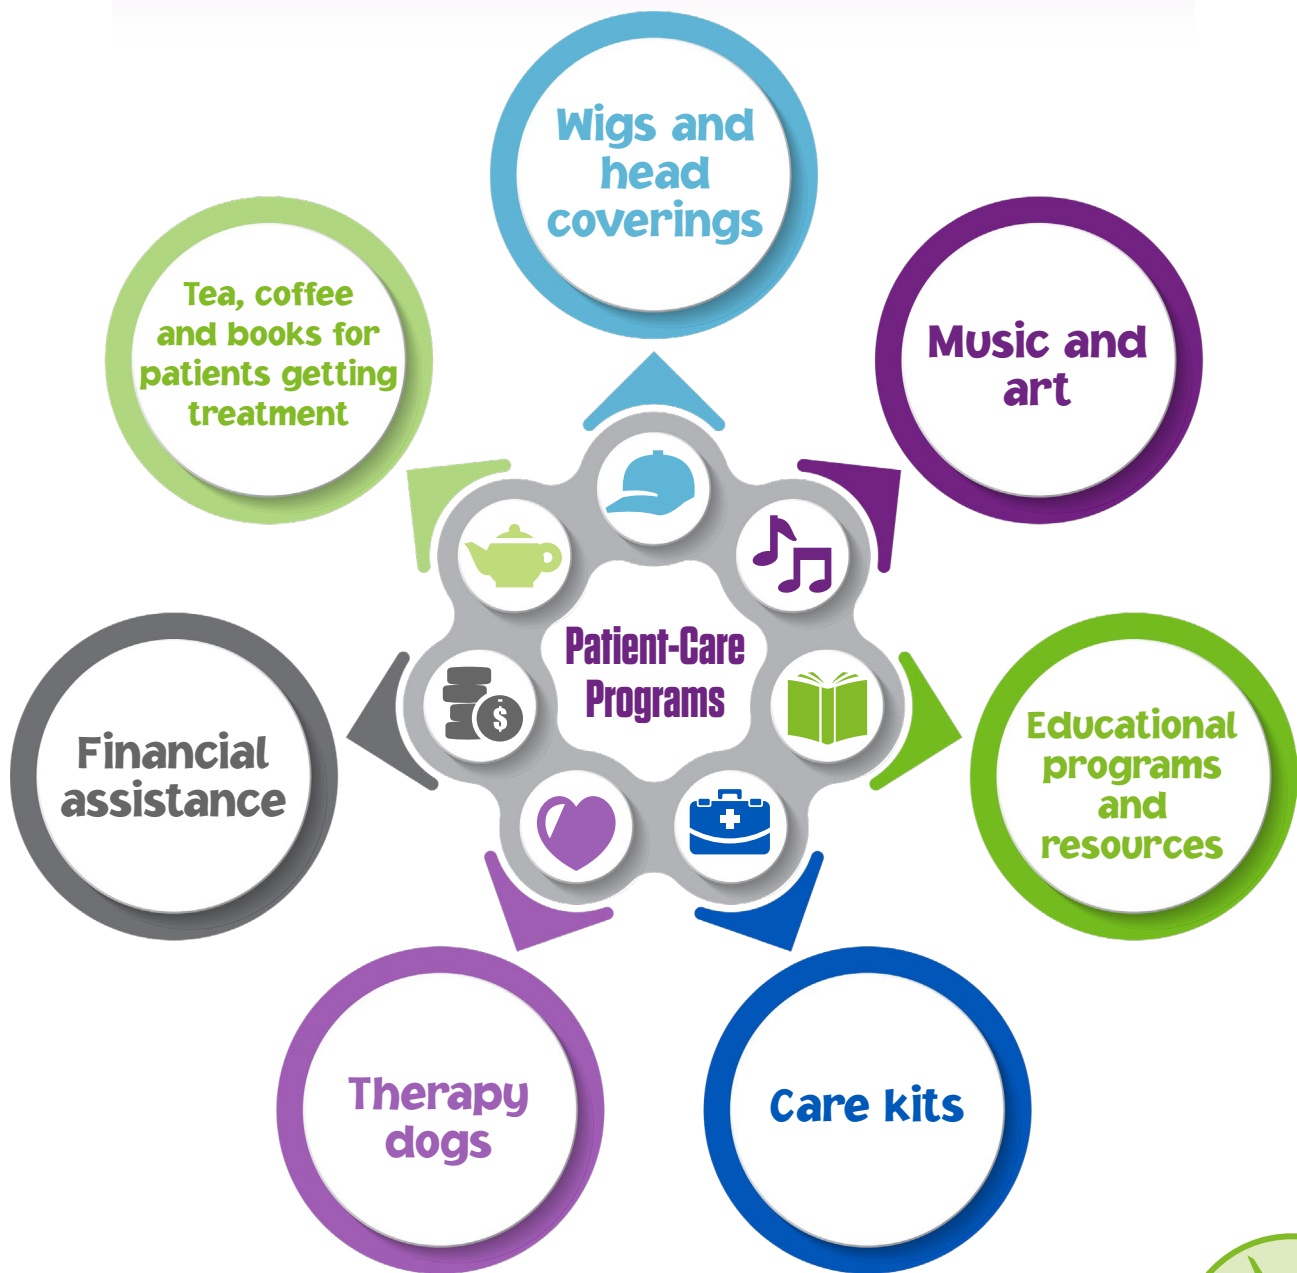 Wigs and
head
coverings
Music and
art
Educational
programs
and
resources
Care kits
Therapy
dogs
Financial
assistance
Tea, coffee
and books for
patients getting
treatment
Patient-Care
Programs
$